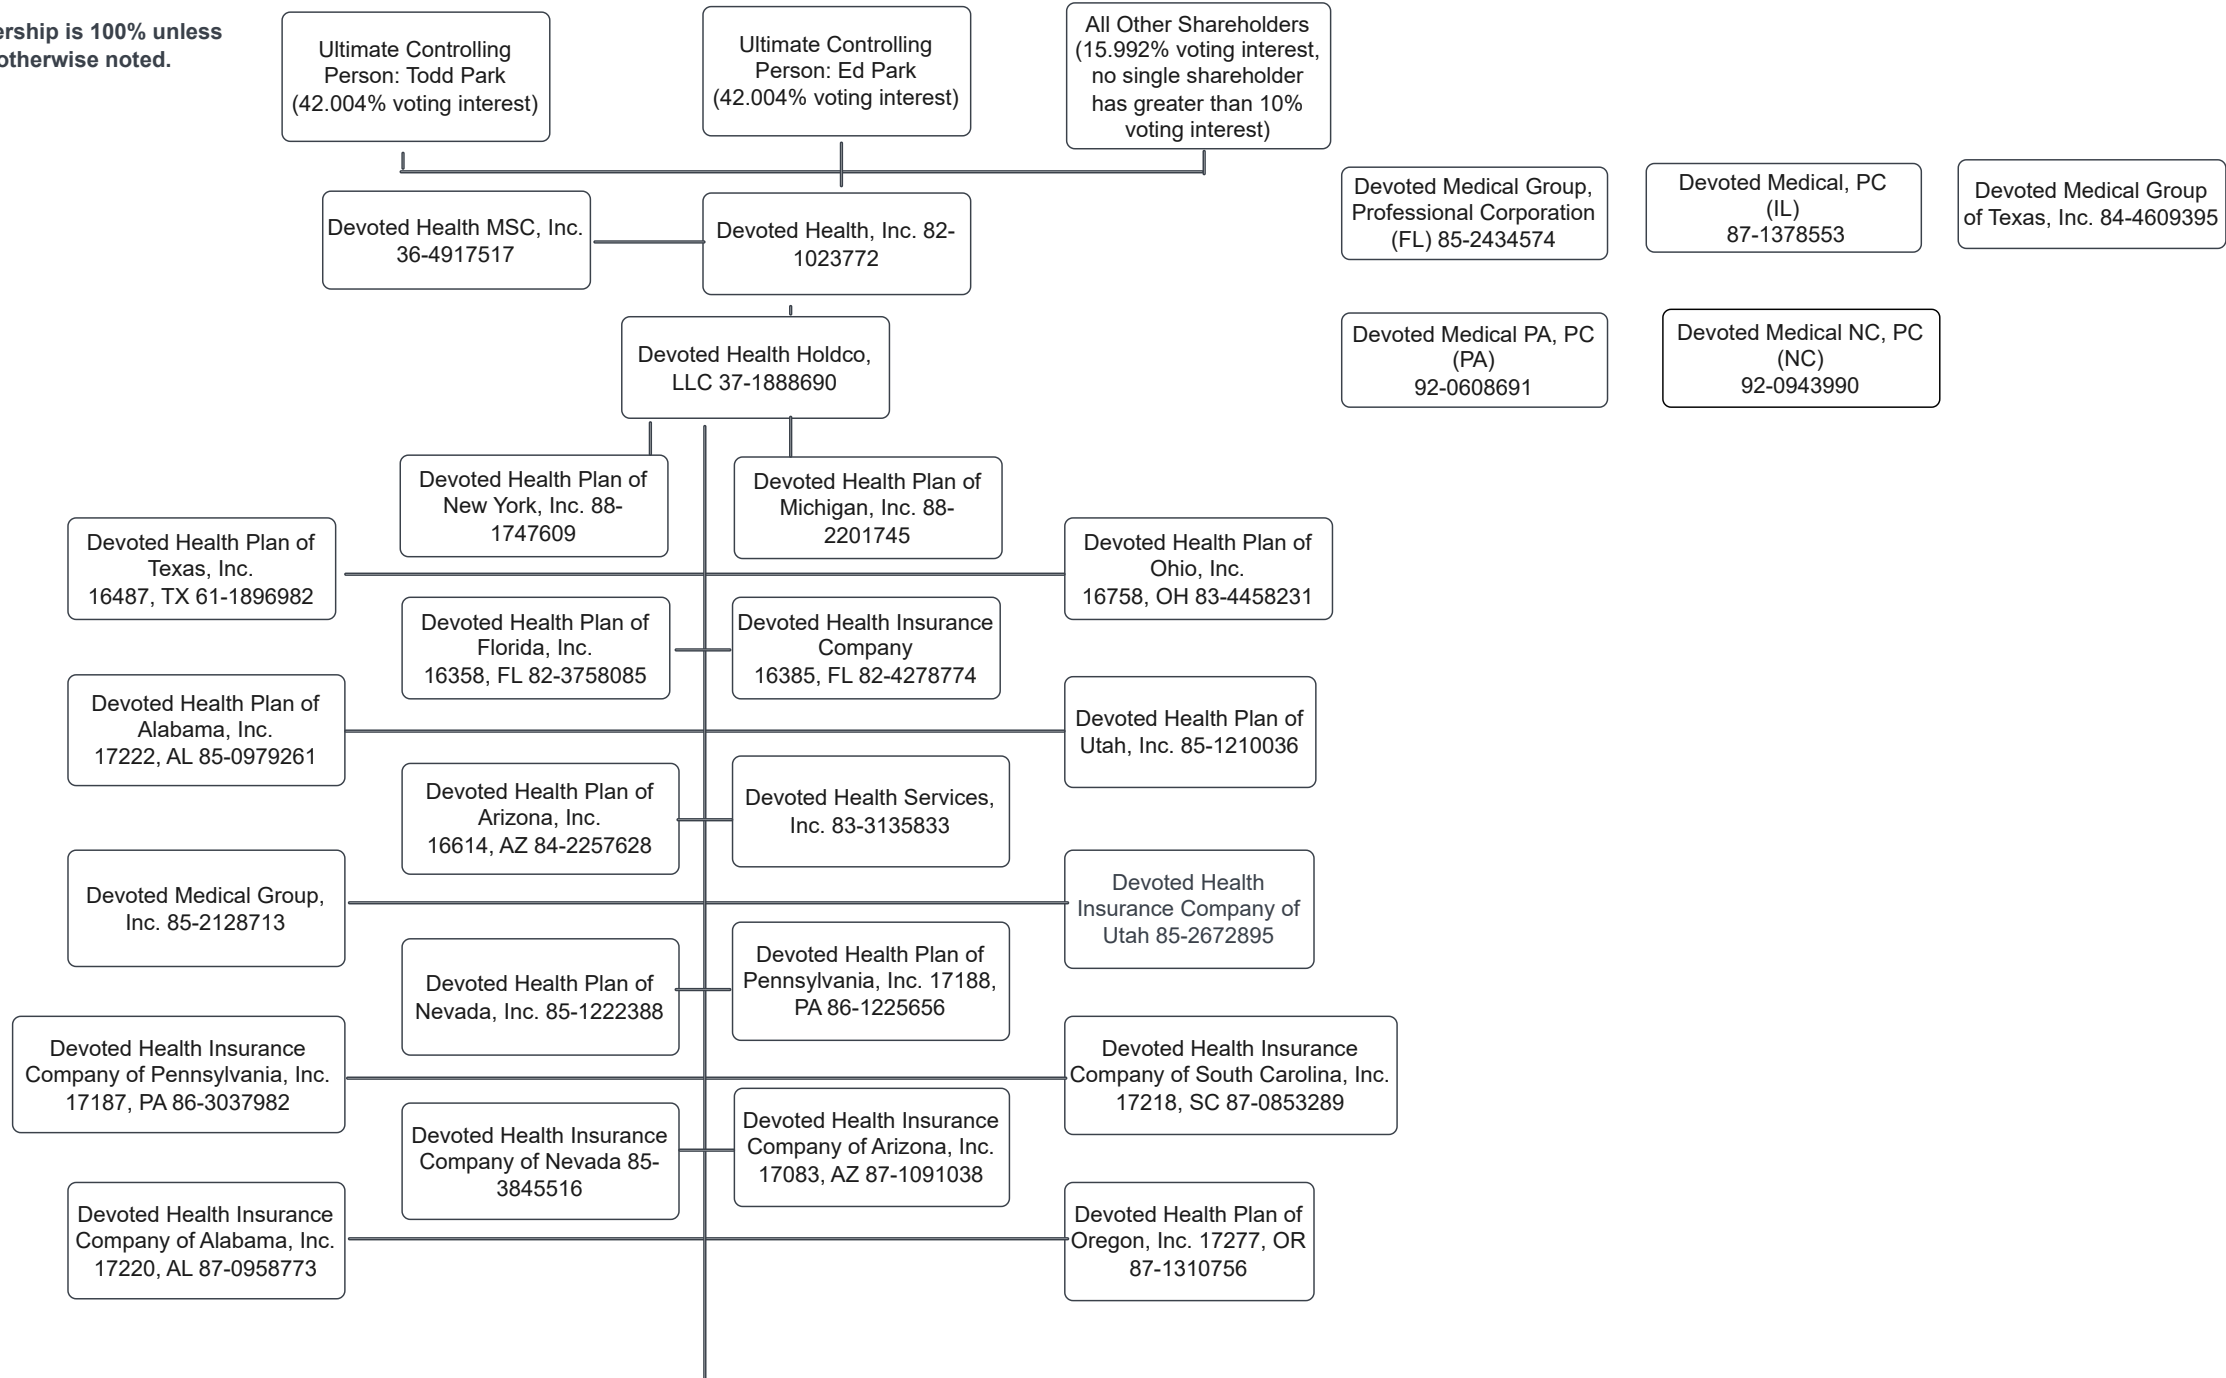 ership is 100% unless
otherwise noted.
Ultimate Controlling
Person: Todd Park
(42.004% voting interest)
Ultimate Controlling
Person: Ed Park
(42.004% voting interest)
All Other Shareholders
(15.992% voting interest,
no single shareholder
has greater than 10%
voting interest)
Devoted Health MSC, Inc.
36-4917517
Devoted Health, Inc. 82-
1023772
Devoted Medical Group,
Professional Corporation
(FL) 85-2434574
Devoted Medical, PC
(IL)
87-1378553
Devoted Medical Group
of Texas, Inc. 84-4609395
Devoted Health Holdco,
LLC 37-1888690
Devoted Medical PA, PC
(PA)
92-0608691
Devoted Medical NC, PC
(NC)
92-0943990
Devoted Health Plan of
New York, Inc. 88-
1747609
Devoted Health Plan of
Michigan, Inc. 88-
2201745
Devoted Health Plan of
Texas, Inc.
16487, TX 61-1896982
Devoted Health Plan of
Ohio, Inc.
16758, OH 83-4458231
Devoted Health Plan of
Florida, Inc.
16358, FL 82-3758085
Devoted Health Insurance
Company
16385, FL 82-4278774
Devoted Health Plan of
Alabama, Inc.
17222, AL 85-0979261
Devoted Health Plan of
Utah, Inc. 85-1210036
Devoted Health Plan of
Arizona, Inc.
16614, AZ 84-2257628
Devoted Health Services,
Inc. 83-3135833
Devoted Medical Group,
Inc. 85-2128713
Devoted Health
Insurance Company of
Utah 85-2672895
Devoted Health Plan of
Nevada, Inc. 85-1222388
Devoted Health Plan of
Pennsylvania, Inc. 17188,
PA 86-1225656
Devoted Health Insurance
Company of Pennsylvania, Inc.
17187, PA 86-3037982
Devoted Health Insurance
Company of South Carolina, Inc.
17218, SC 87-0853289
Devoted Health Insurance
Company of Nevada 85-
3845516
Devoted Health Insurance
Company of Arizona, Inc.
17083, AZ 87-1091038
Devoted Health Insurance
Company of Alabama, Inc.
17220, AL 87-0958773
Devoted Health Plan of
Oregon, Inc. 17277, OR
87-1310756